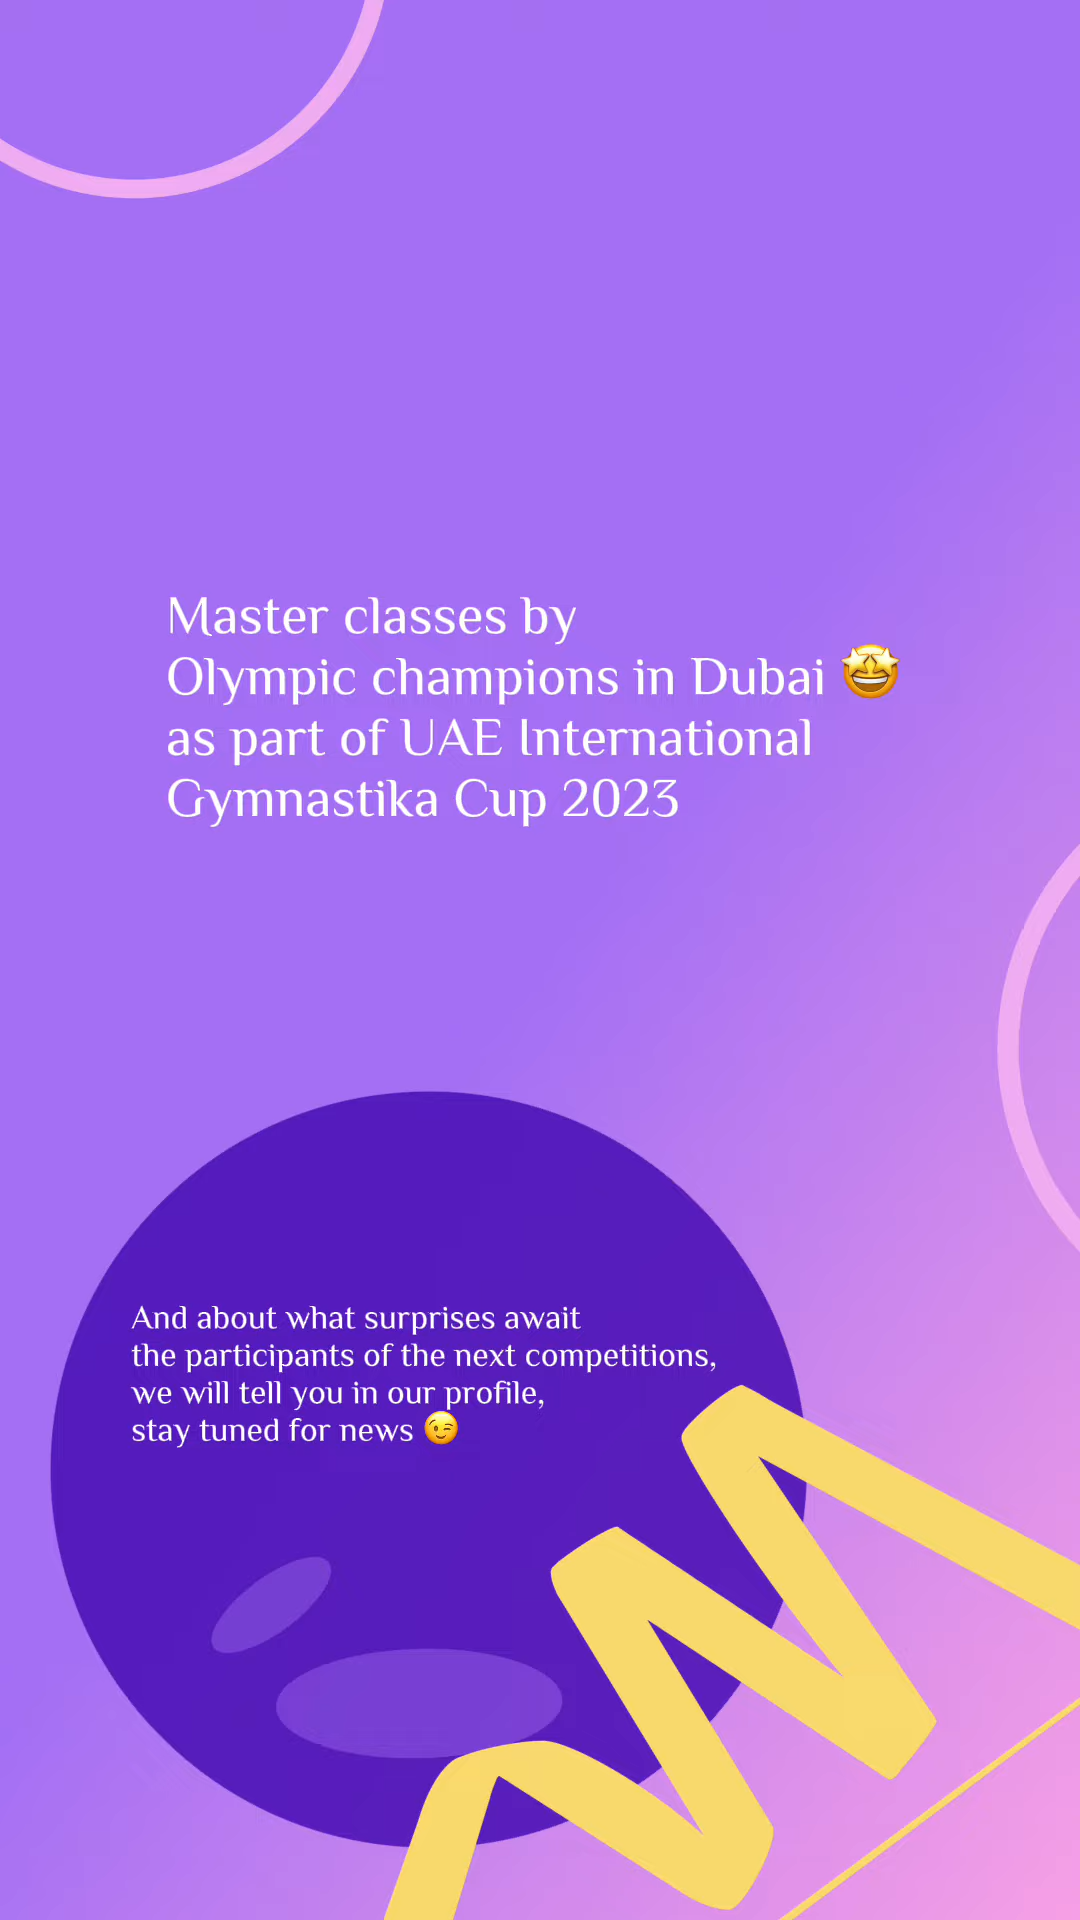 Master classes by
Olympic champions in Dubai 🤩
as part of UAE International
Gymnastika Cup 2023
And about what surprises await
the participants of the next competitions,
we will tell you in our profile,
stay tuned for news 😉